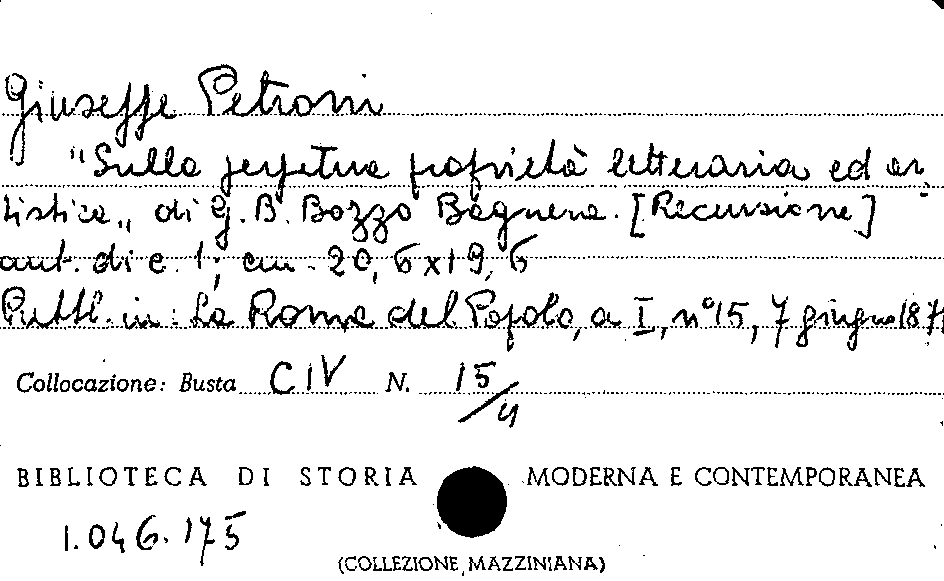 Giuseppe Petroni
"Sulla perpetua proprietà letteraria ed ar-
tistica„ di G. B. Bozzo Bagnera. [Recensione]
aut. di c. 1; cm. 20,6x19,6
Pubbl. in: La Roma del Popolo, a I, n° 15, 7 giugno 1871
Collocazione: Busta CIV N. 15/4
BIBLIOTECA DI STORIA MODERNA E CONTEMPORANEA
1.046.175
(COLLEZIONE MAZZINIANA)